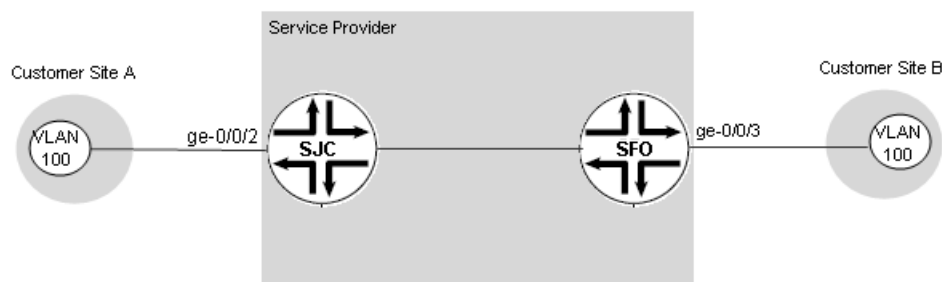 Service Provider
Customer Site A
Customer Site B
VLAN
100
ge-0/0/2
SJC
SFO
ge-0/0/3
VLAN
100